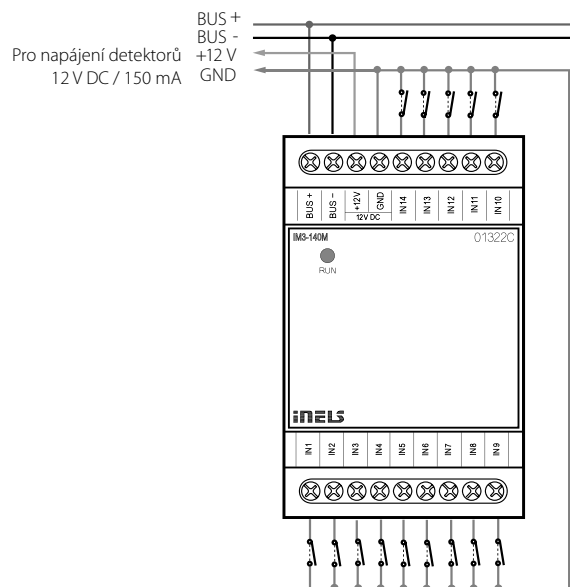 BUS +
BUS -
Pro napájení detektorů +12 V
12 V DC / 150 mA GND
BUS + BUS - +12V GND IN14 IN13 IN12 IN11 IN10
12V DC
IM3-140M 01322C
RUN
iNELS
IN1 IN2 IN3 IN4 IN5 IN6 IN7 IN8 IN9